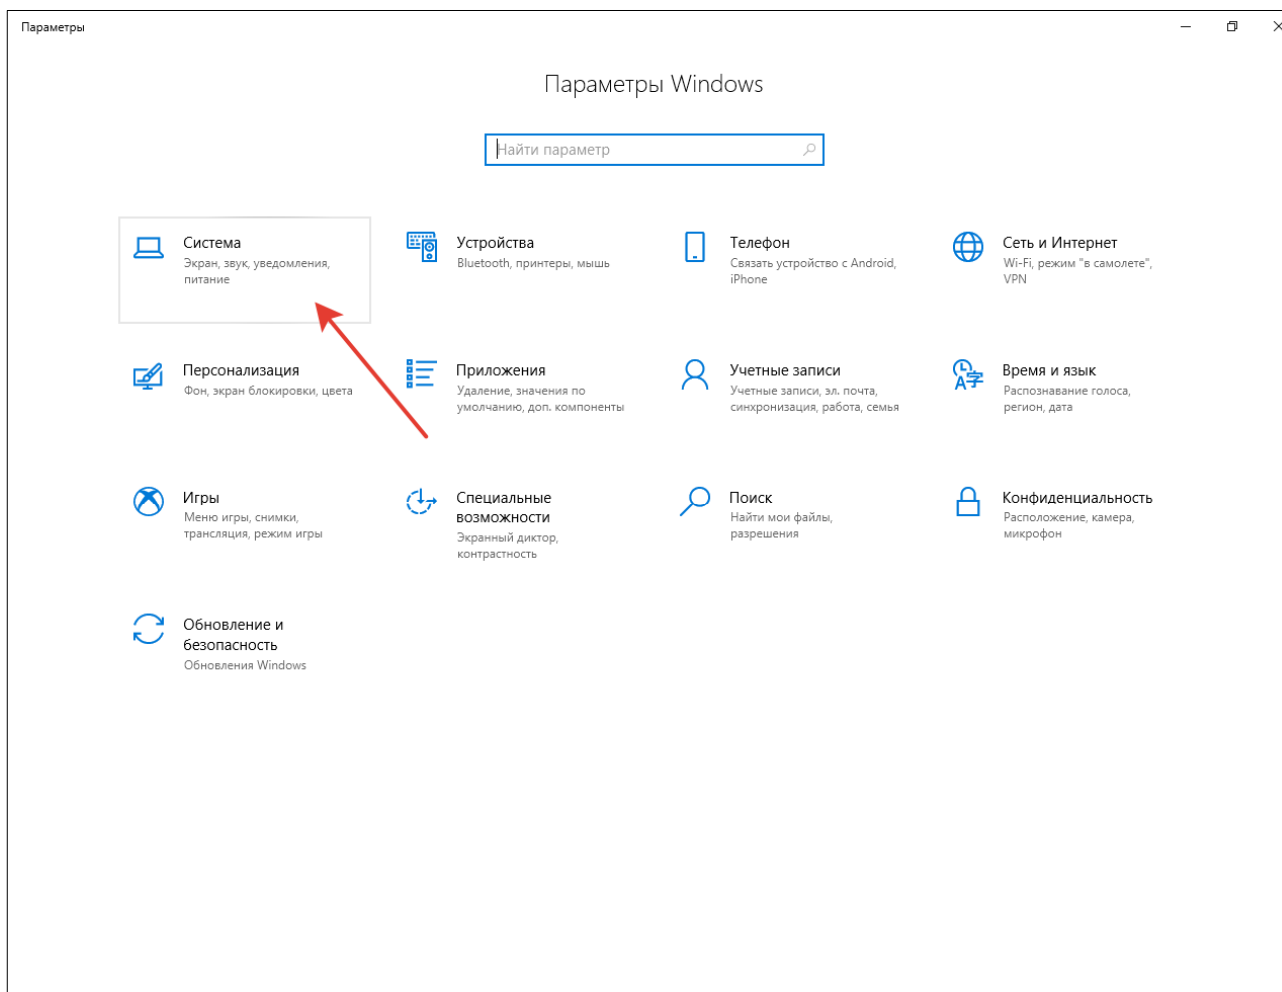 Параметры
Параметры Windows
Найти параметр
Система
Экран, звук, уведомления,
питание
Устройства
Bluetooth, принтеры, мышь
Телефон
Связать устройство с Android,
iPhone
Сеть и Интернет
Wi-Fi, режим "в самолете",
VPN
Персонализация
Фон, экран блокировки, цвета
Приложения
Удаление, значения по
умолчанию, доп. компоненты
Учетные записи
Учетные записи, эл. почта,
синхронизация, работа, семья
Время и язык
Распознавание голоса,
регион, дата
Игры
Меню игры, снимки,
трансляция, режим игры
Специальные
возможности
Экранный диктор,
контрастность
Поиск
Найти мои файлы,
разрешения
Конфиденциальность
Расположение, камера,
микрофон
Обновление и
безопасность
Обновления Windows